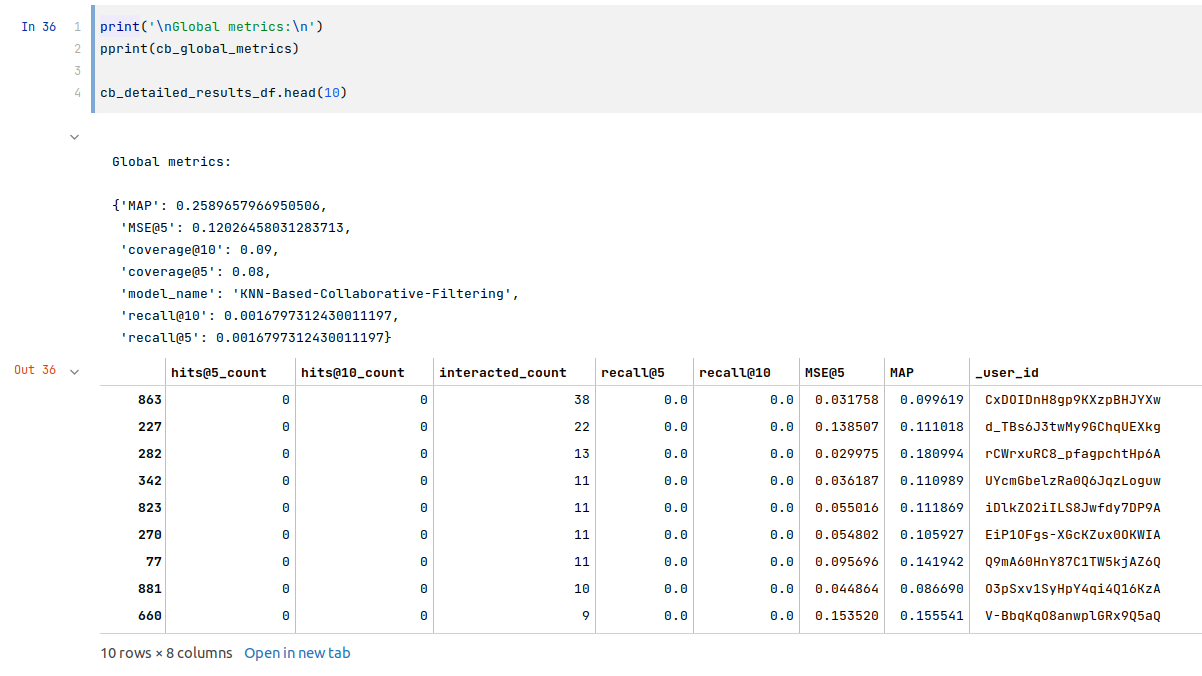 In 36
1 print('\nGlobal metrics:\n')
2 pprint(cb_global_metrics)
3
4 cb_detailed_results_df.head(10)
Global metrics:
{'MAP': 0.2589657966950506,
'MSE@5': 0.12026458031283713,
'coverage@10': 0.09,
'coverage@5': 0.08,
'model_name': 'KNN-Based-Collaborative-Filtering',
'recall@10': 0.0016797312430011197,
'recall@5': 0.0016797312430011197}
Out 36
hits@5_count hits@10_count interacted_count recall@5 recall@10 MSE@5 MAP _user_id
863 0 0 38 0.0 0.0 0.031758 0.099619 CxDOIDnH8gp9KXzpBHJYXw
227 0 0 22 0.0 0.0 0.138507 0.111018 d_TBs6J3twMy9GChqUEXkg
282 0 0 13 0.0 0.0 0.029975 0.180994 rCWrxuRC8_pfagpchtHp6A
342 0 0 11 0.0 0.0 0.036187 0.110989 UYcmGbelzRa0Q6JqzLoguw
823 0 0 11 0.0 0.0 0.055016 0.111869 iDlkZO2iILS8Jwfdy7DP9A
270 0 0 11 0.0 0.0 0.054802 0.105927 EiP1OFgs-XGcKZux0OKWIA
77 0 0 11 0.0 0.0 0.095696 0.141942 Q9mA60HnY87C1TW5kjAZ6Q
881 0 0 10 0.0 0.0 0.044864 0.086690 O3pSxv1SyHpY4qi4Q16KzA
660 0 0 9 0.0 0.0 0.153520 0.155541 V-BbqKqO8anwplGRx9Q5aQ
10 rows × 8 columns Open in new tab